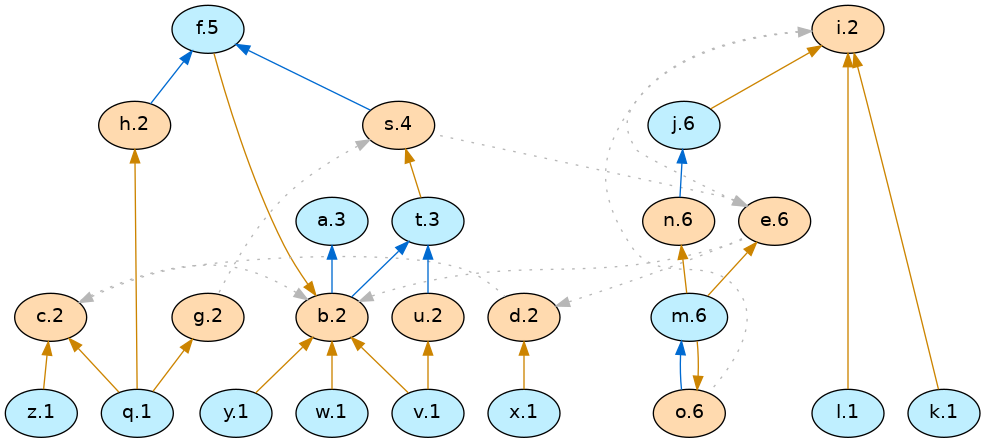 f.5 i.2
h.2 s.4 j.6
a.3 t.3 n.6 e.6
c.2 g.2 b.2 u.2 d.2 m.6
z.1 q.1 y.1 w.1 v.1 x.1 o.6 l.1 k.1